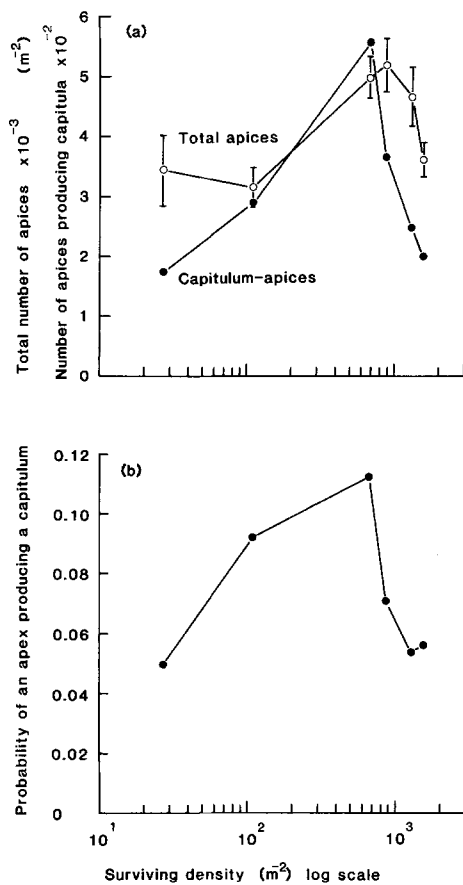 (a)
Total number of apices x10⁻³ (m⁻²)
Number of apices producing capitula x10⁻²
6
5
4
3
2
1
0
Total apices
Capitulum-apices
(b)
Probability of an apex producing a capitulum
0.12
0.10
0.08
0.06
0.04
0.02
0
10¹ 10² 10³
Surviving density (m⁻²) log scale